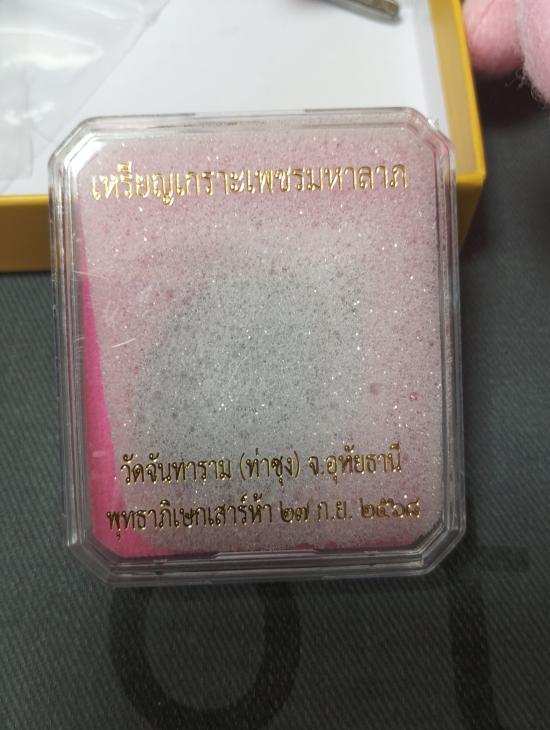 เหรียญเกราะเพชรมหาลาภ
วัดจันทาราม (ท่าซุง) จ.อุทัยธานี
พุทธาภิเษกเสาร์ห้า ๒๗ ก.ย. ๒๕๖๘